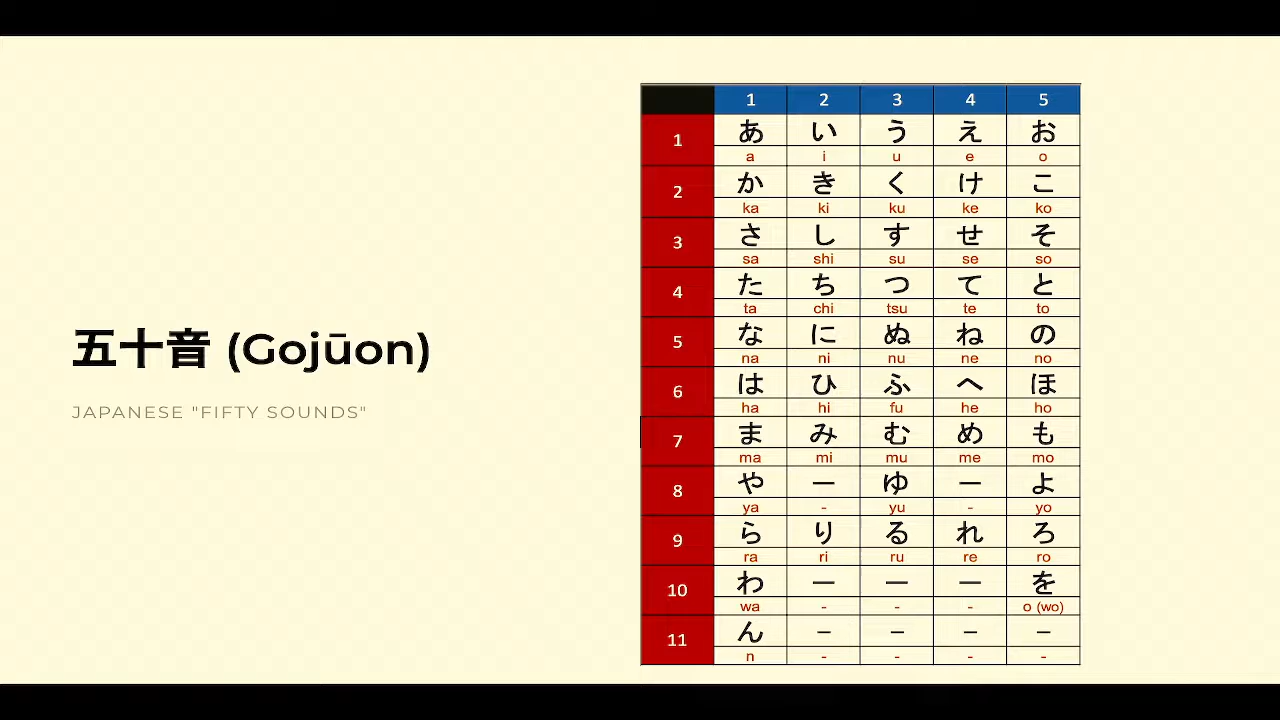 五十音 (Gojūon)
JAPANESE "FIFTY SOUNDS"
1 2 3 4 5
1 あ い う え お
a i u e o
2 か き く け こ
ka ki ku ke ko
3 さ し す せ そ
sa shi su se so
4 た ち つ て と
ta chi tsu te to
5 な に ぬ ね の
na ni nu ne no
6 は ひ ふ へ ほ
ha hi fu he ho
7 ま み む め も
ma mi mu me mo
8 や ー ゆ ー よ
ya - yu - yo
9 ら り る れ ろ
ra ri ru re ro
10 わ ー ー ー を
wa - - - o (wo)
11 ん – – – –
n - - - -